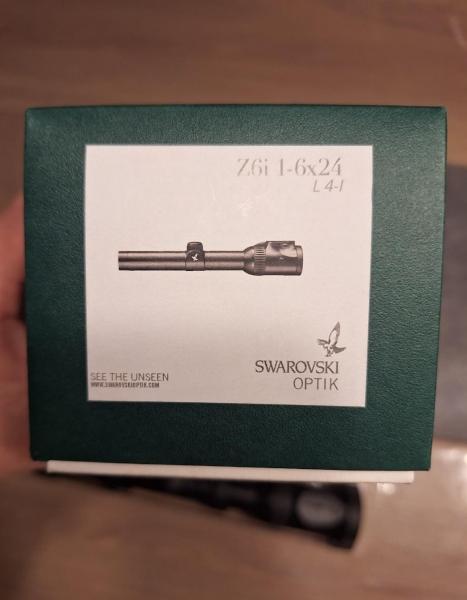 Z6i 1-6x24
L 4-I
SWAROVSKI
OPTIK
SEE THE UNSEEN
WWW.SWAROVSKIOPTIK.COM